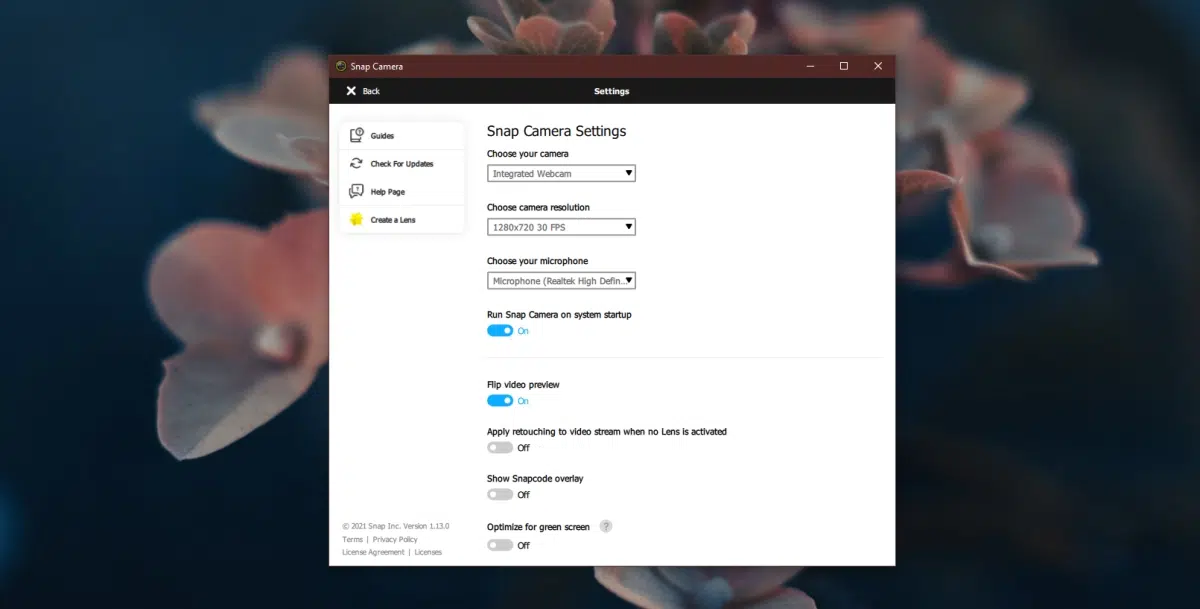 Snap Camera
Back
Settings
Guides
Check For Updates
Help Page
Create a Lens
Snap Camera Settings
Choose your camera
Integrated Webcam
Choose camera resolution
1280x720 30 FPS
Choose your microphone
Microphone (Realtek High Defin...
Run Snap Camera on system startup
On
Flip video preview
On
Apply retouching to video stream when no Lens is activated
Off
Show Snapcode overlay
Off
Optimize for green screen ?
Off
© 2021 Snap Inc. Version 1.13.0
Terms | Privacy Policy
License Agreement | Licenses